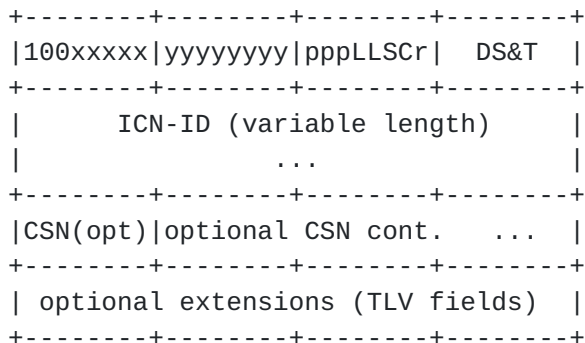 +--------+--------+--------+--------+
|100xxxxx|yyyyyyyy|pppLLSCr|  DS&T  |
+--------+--------+--------+--------+
|      ICN-ID (variable length)     |
|                ...                |
+--------+--------+--------+--------+
|CSN(opt)|optional CSN cont.   ...  |
+--------+--------+--------+--------+
| optional extensions (TLV fields)  |
+--------+--------+--------+--------+